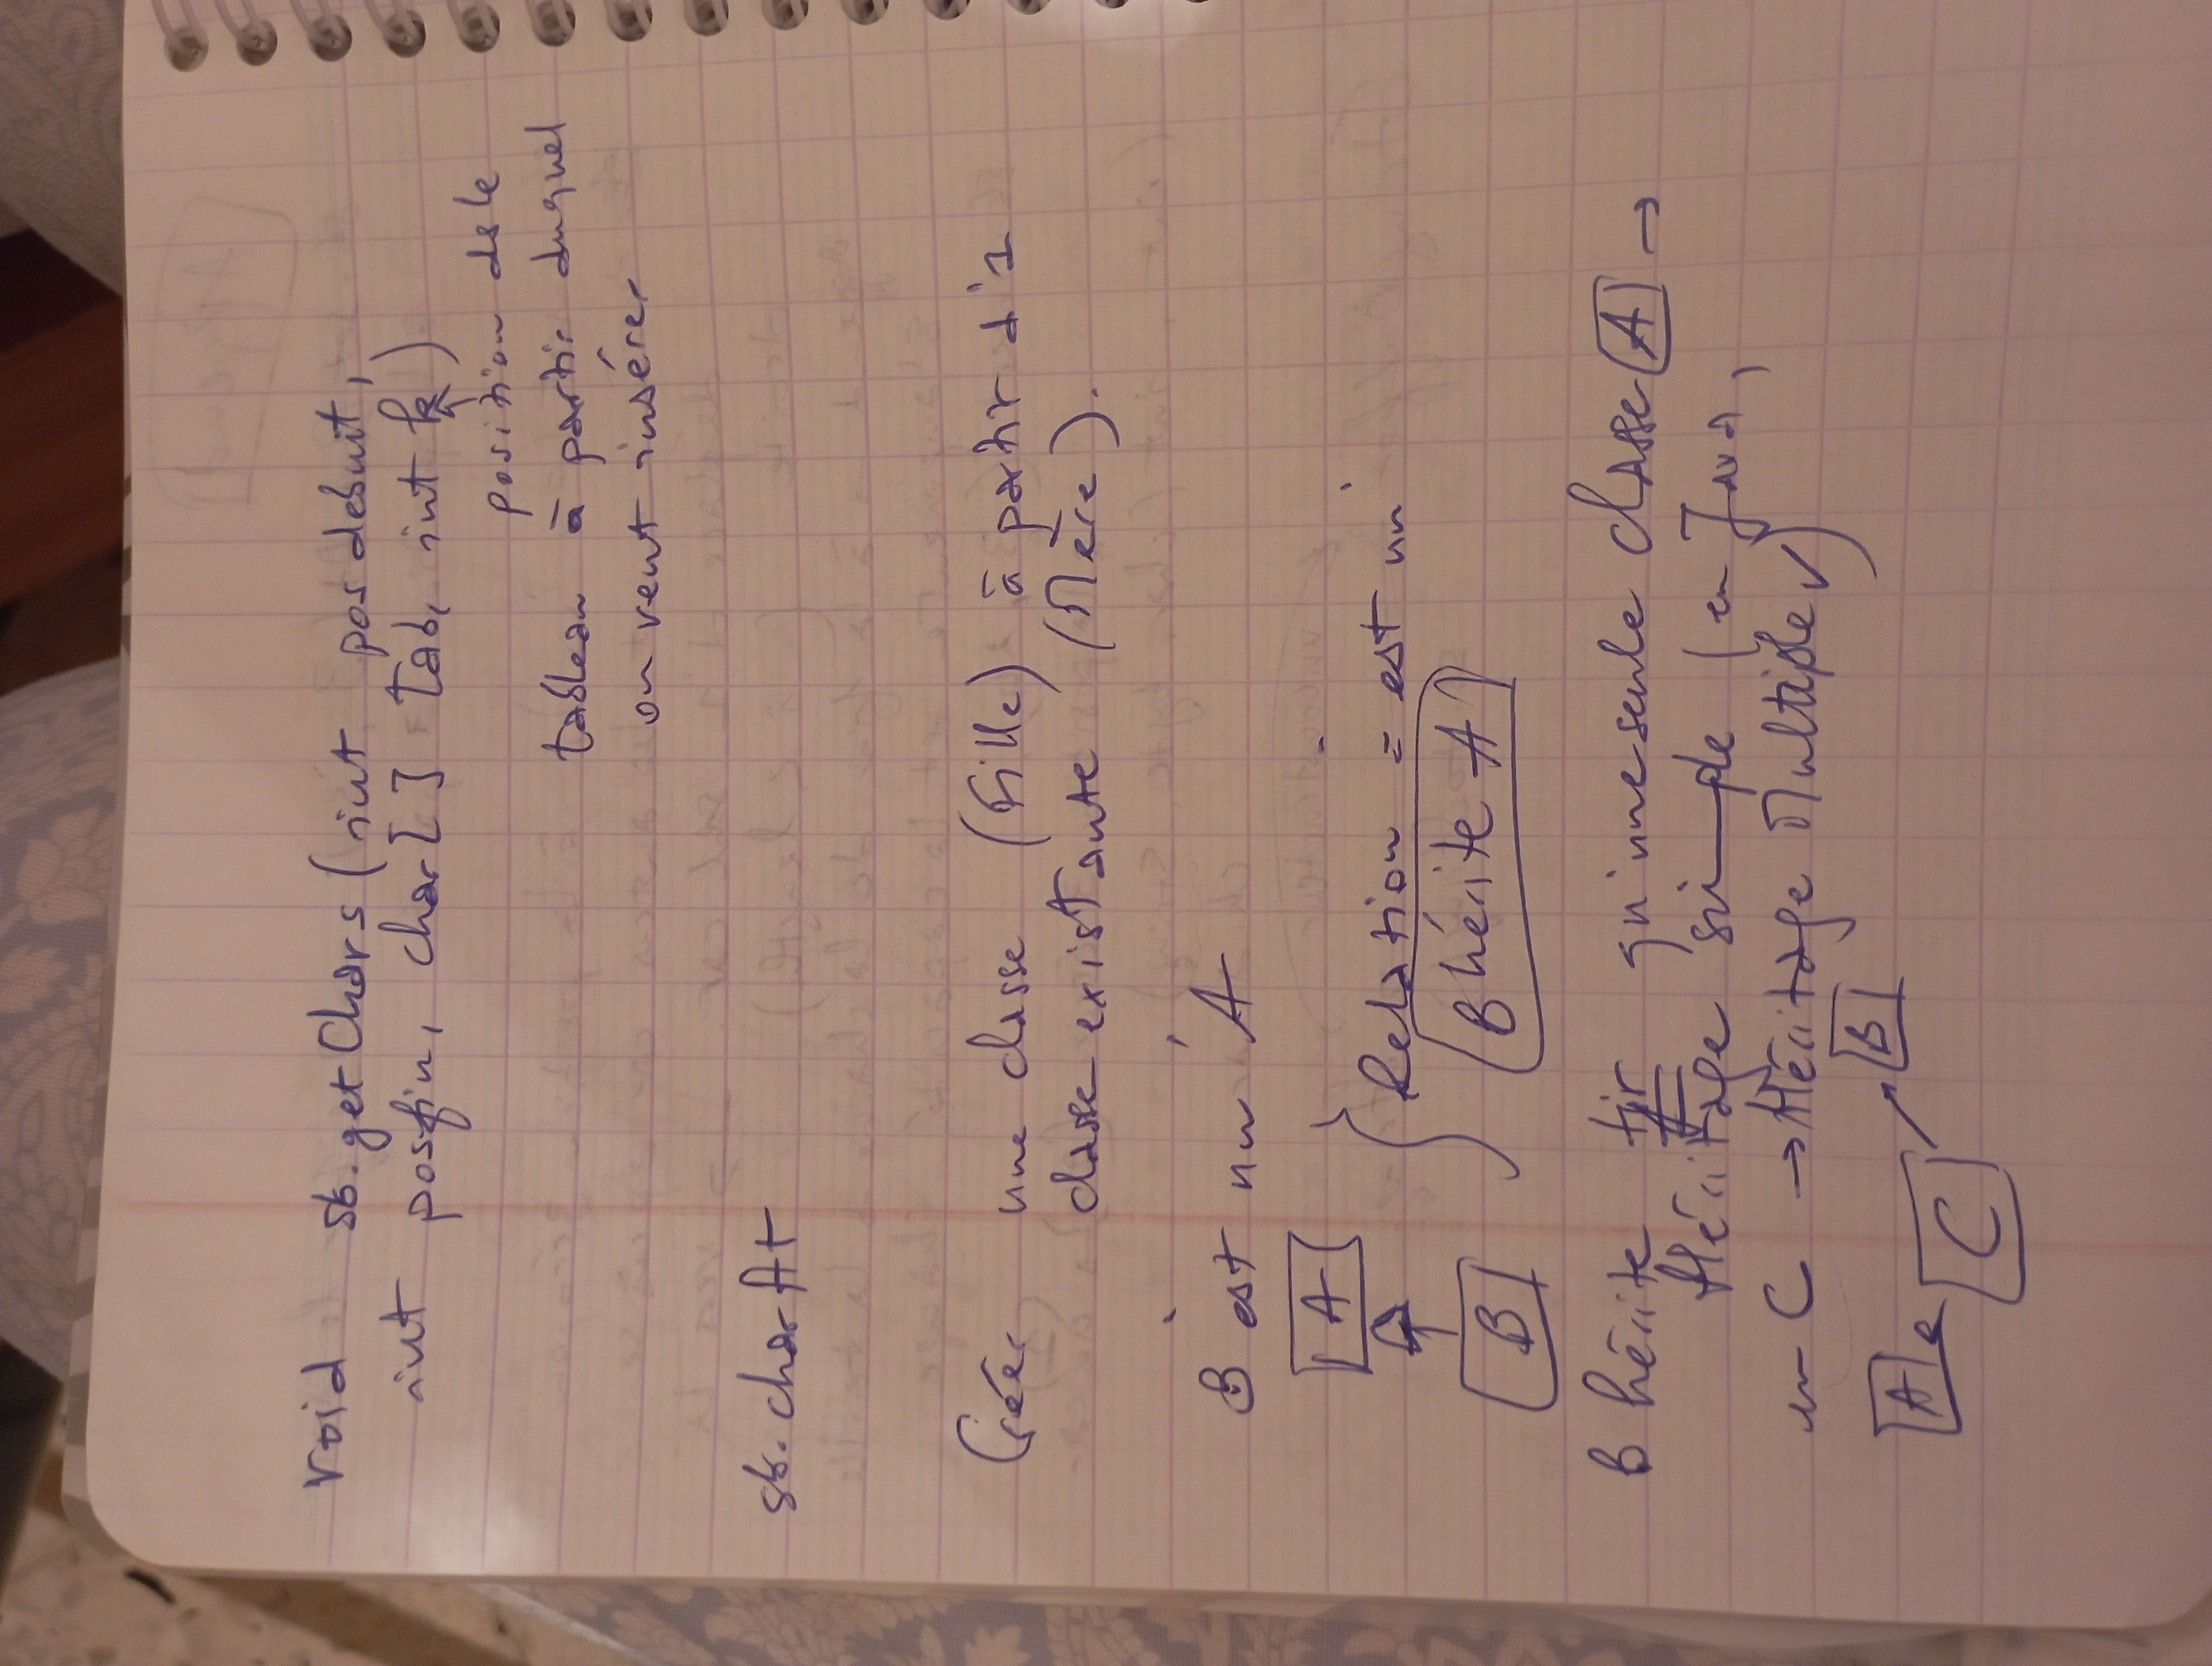 void sb.getChars(int posdebut,
int posfin, char[] tab, int k)
position ds le
tableau à partir duquel
on veut insérer
sb.charAt
Créer une classe (Fille) à partir d'1
classe existante (Mère).
B est un A
A
Relation = est un
B hérite A
B
B hérite tjr qu'une seule classe A →
Héritage simple (en Java,
en C → Héritage Multiple ✓)
B
A
C